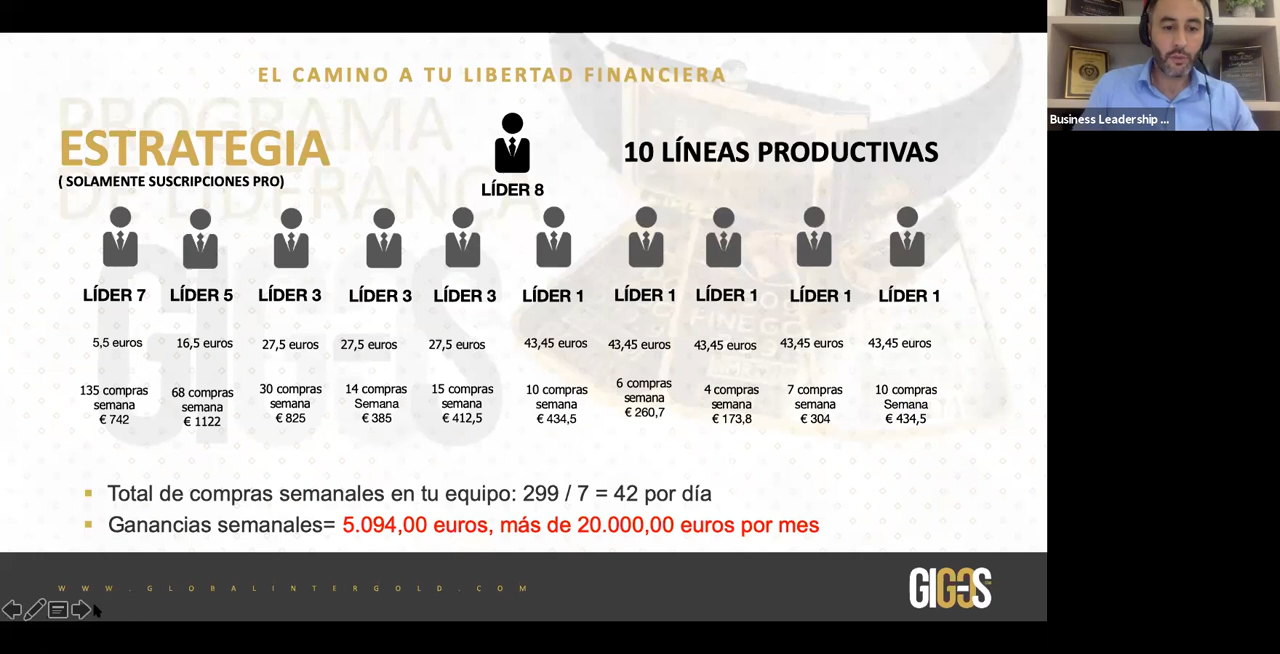 EL CAMINO A TU LIBERTAD FINANCIERA
PROGRAMA
DE LIDERANÇA
ESTRATEGIA
( SOLAMENTE SUSCRIPCIONES PRO)
LÍDER 8
10 LÍNEAS PRODUCTIVAS
LÍDER 7 LÍDER 5 LÍDER 3 LÍDER 3 LÍDER 3 LÍDER 1 LÍDER 1 LÍDER 1 LÍDER 1 LÍDER 1
5,5 euros 16,5 euros 27,5 euros 27,5 euros 27,5 euros 43,45 euros 43,45 euros 43,45 euros 43,45 euros 43,45 euros
135 compras
semana
€ 742
68 compras
semana
€ 1122
30 compras
semana
€ 825
14 compras
Semana
€ 385
15 compras
semana
€ 412,5
10 compras
semana
€ 434,5
6 compras
semana
€ 260,7
4 compras
semana
€ 173,8
7 compras
semana
€ 304
10 compras
Semana
€ 434,5
Total de compras semanales en tu equipo: 299 / 7 = 42 por día
Ganancias semanales= 5.094,00 euros, más de 20.000,00 euros por mes
WWW.GLOBALINTERGOLD.COM
GIGOS
Business Leadership ...